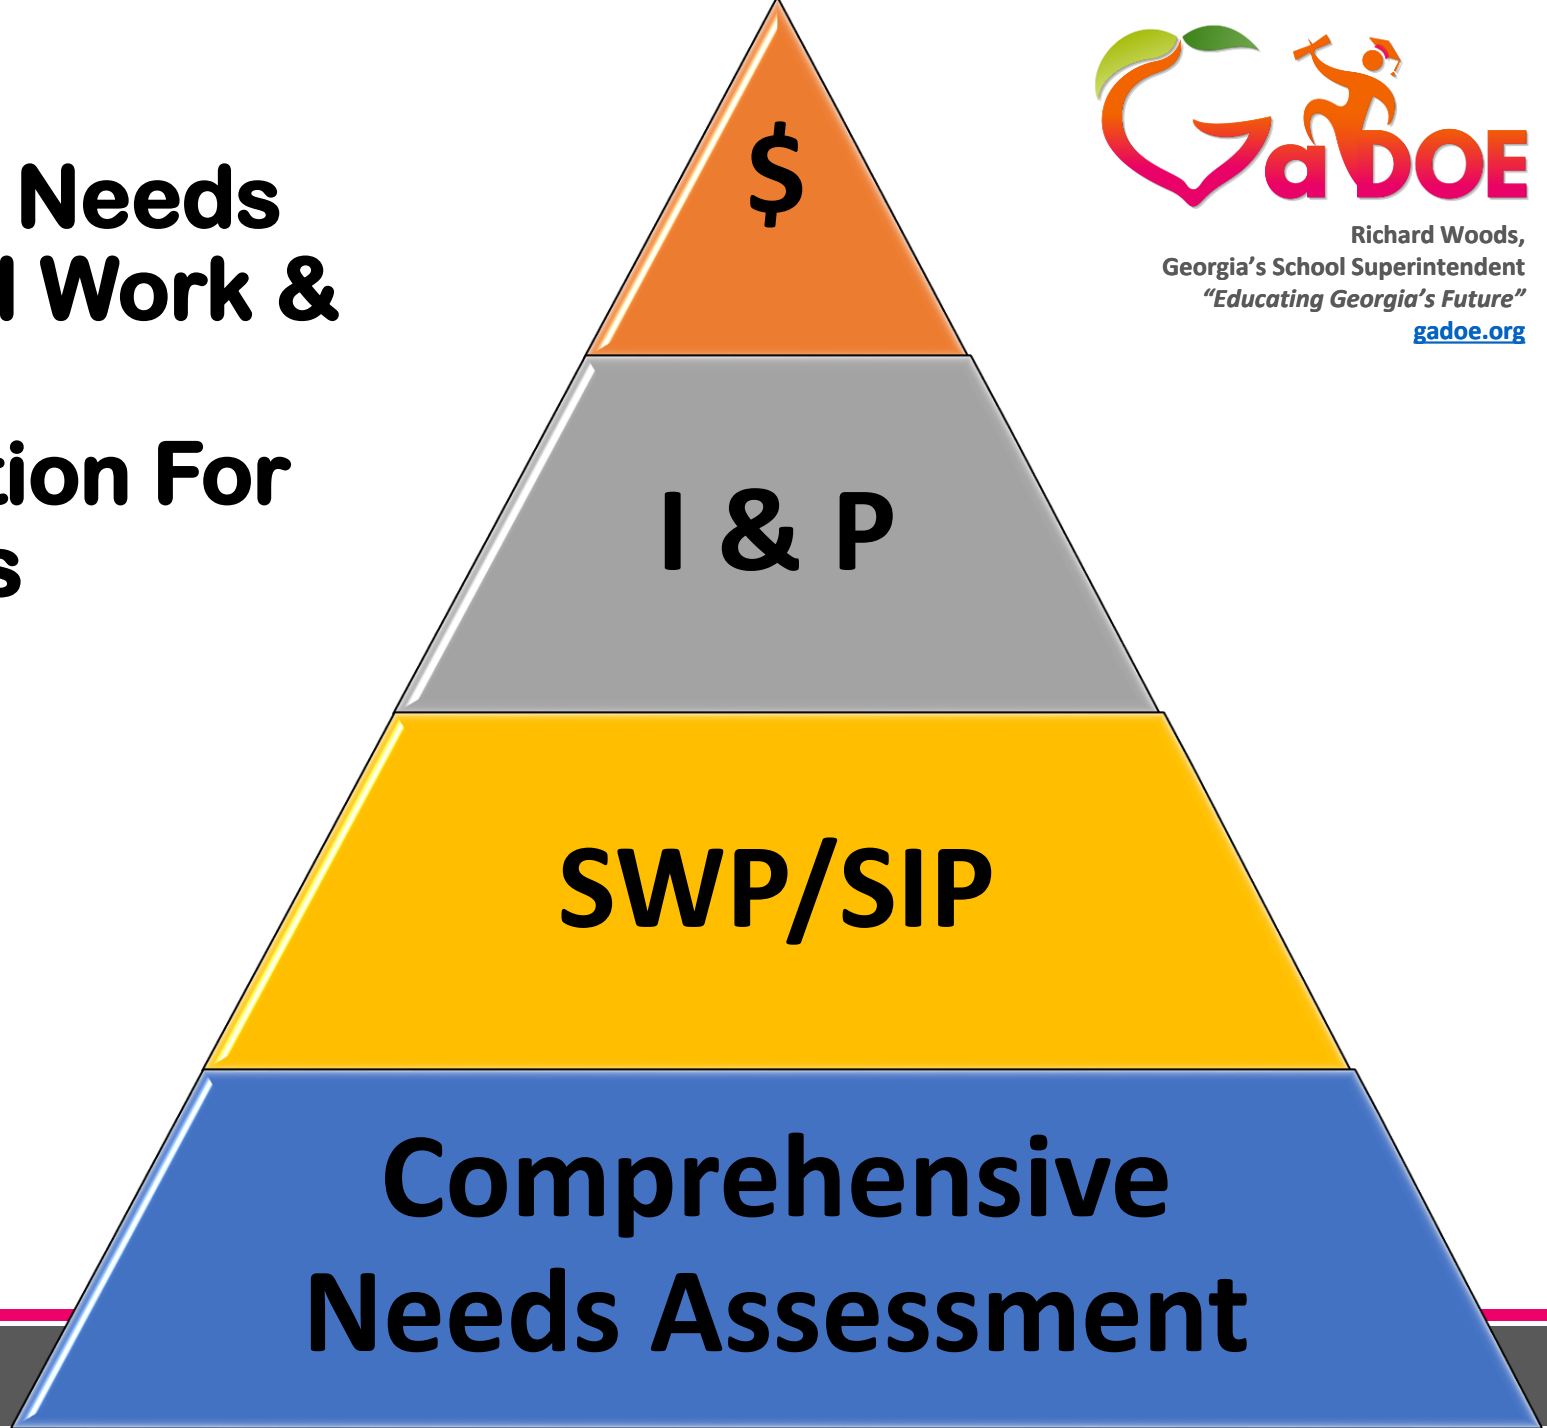 Needs
Work &
For
$
GaDOE
Richard Woods,
Georgia's School Superintendent
"Educating Georgia's Future"
gadoe.org
I & P
SWP/SIP
Comprehensive
Needs Assessment